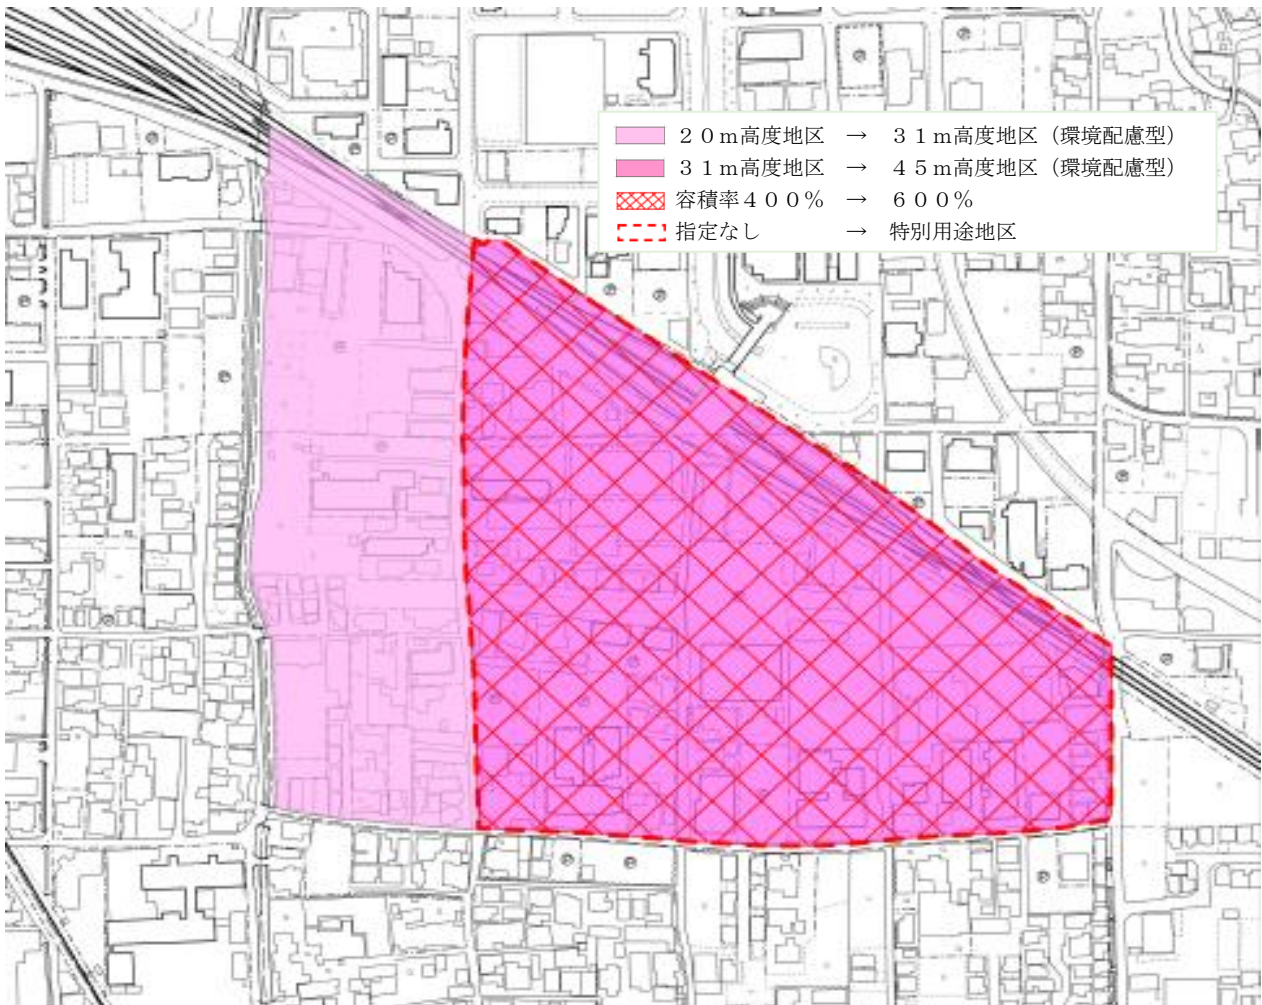 ２０ｍ高度地区　→　３１ｍ高度地区（環境配慮型）
３１ｍ高度地区　→　４５ｍ高度地区（環境配慮型）
容積率４００％　→　６００％
指定なし　→　特別用途地区